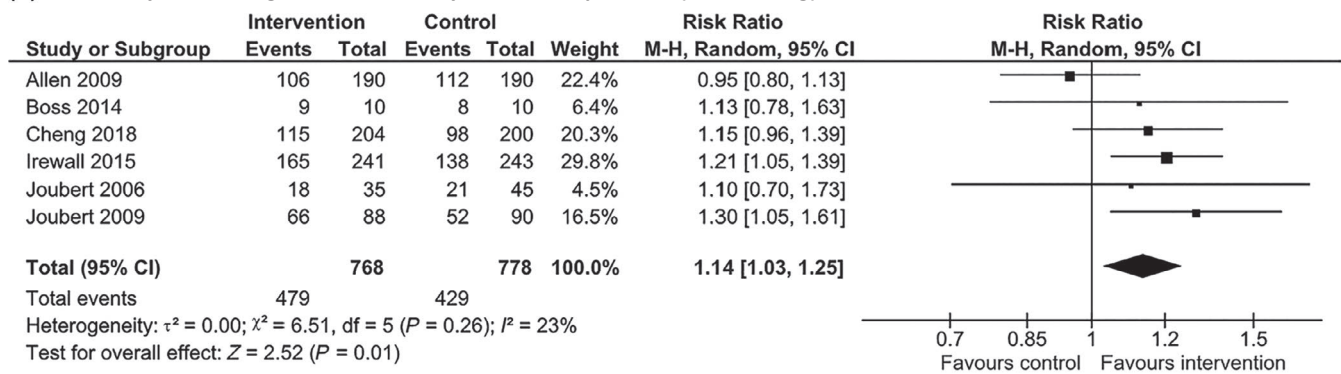 Intervention Control Risk Ratio Risk Ratio
Study or Subgroup Events Total Events Total Weight M-H, Random, 95% CI M-H, Random, 95% CI
Allen 2009 106 190 112 190 22.4% 0.95 [0.80, 1.13]
Boss 2014 9 10 8 10 6.4% 1.13 [0.78, 1.63]
Cheng 2018 115 204 98 200 20.3% 1.15 [0.96, 1.39]
Irewall 2015 165 241 138 243 29.8% 1.21 [1.05, 1.39]
Joubert 2006 18 35 21 45 4.5% 1.10 [0.70, 1.73]
Joubert 2009 66 88 52 90 16.5% 1.30 [1.05, 1.61]
Total (95% CI) 768 778 100.0% 1.14 [1.03, 1.25]
Total events 479 429
Heterogeneity: τ² = 0.00; χ² = 6.51, df = 5 (P = 0.26); I² = 23%
Test for overall effect: Z = 2.52 (P = 0.01)
0.7 0.85 1 1.2 1.5
Favours control Favours intervention